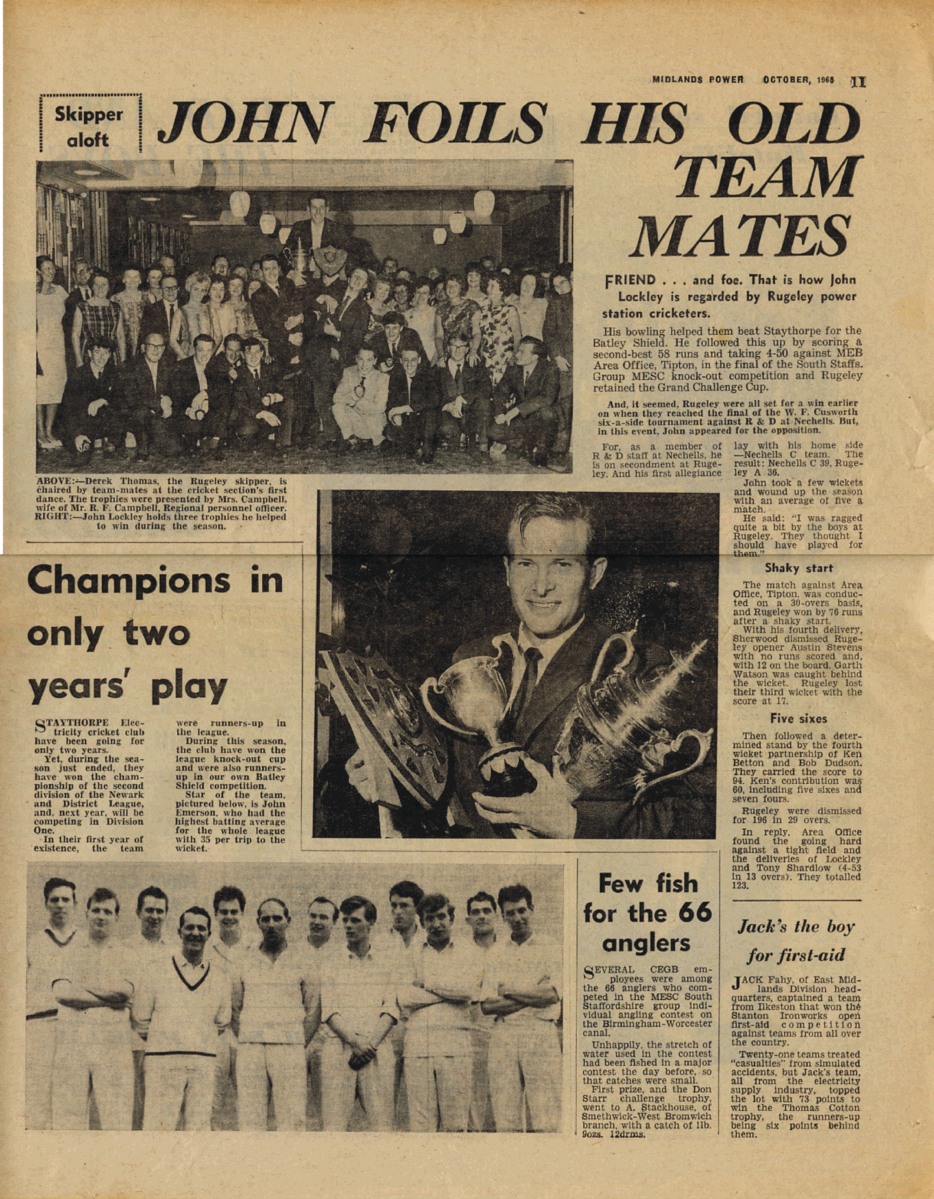 MIDLANDS POWER OCTOBER, 1965 11
Skipper
aloft
JOHN FOILS HIS OLD
TEAM
MATES
ABOVE:—Derek Thomas, the Rugeley skipper, is
chaired by team-mates at the cricket section's first
dance. The trophies were presented by Mrs. Campbell,
wife of Mr. R. F. Campbell, Regional personnel officer.
RIGHT:—John Lockley holds three trophies he helped
to win during the season.
FRIEND . . . and foe. That is how John
Lockley is regarded by Rugeley power
station cricketers.
His bowling helped them beat Staythorpe for the
Batley Shield. He followed this up by scoring a
second-best 58 runs and taking 4-50 against MEB
Area Office, Tipton, in the final of the South Staffs.
Group MESC knock-out competition and Rugeley
retained the Grand Challenge Cup.
And, it seemed, Rugeley were all set for a win earlier
on when they reached the final of the W. F. Cusworth
six-a-side tournament against R & D at Nechells. But,
in this event, John appeared for the opposition.
For, as a member of
R & D staff at Nechells, he
is on secondment at Ruge-
ley. And his first allegiance
lay with his home side
—Nechells C team. The
result: Nechells C 39, Ruge-
ley A 36.
John took a few wickets
and wound up the season
with an average of five a
match.
He said: "I was ragged
quite a bit by the boys at
Rugeley. They thought I
should have played for
them."
Shaky start
The match against Area
Office, Tipton, was conduc-
ted on a 30-overs basis,
and Rugeley won by 76 runs
after a shaky start.
With his fourth delivery,
Sherwood dismissed Ruge-
ley opener Austin Stevens
with no runs scored and,
with 12 on the board, Garth
Watson was caught behind
the wicket. Rugeley lost
their third wicket with the
score at 17.
Five sixes
Then followed a deter-
mined stand by the fourth
wicket partnership of Ken
Betton and Bob Dudson.
They carried the score to
94. Ken's contribution was
60, including five sixes and
seven fours.
Rugeley were dismissed
for 196 in 29 overs.
In reply, Area Office
found the going hard
against a tight field and
the deliveries of Lockley
and Tony Shardlow (4-53
in 13 overs). They totalled
123.
Champions in
only two
years' play
STAYTHORPE Elec-
tricity cricket club
have been going for
only two years.
Yet, during the sea-
son just ended, they
have won the cham-
pionship of the second
division of the Newark
and District League,
and, next year, will be
competing in Division
One.
In their first year of
existence, the team
were runners-up in
the league.
During this season,
the club have won the
league knock-out cup
and were also runners-
up in our own Batley
Shield competition.
Star of the team,
pictured below, is John
Emerson, who had the
highest batting average
for the whole league
with 35 per trip to the
wicket.
Few fish
for the 66
anglers
SEVERAL CEGB em-
ployees were among
the 66 anglers who com-
peted in the MESC South
Staffordshire group indi-
vidual angling contest on
the Birmingham-Worcester
canal.
Unhappily, the stretch of
water used in the contest
had been fished in a major
contest the day before, so
that catches were small.
First prize, and the Don
Starr challenge trophy,
went to A. Stackhouse, of
Smethwick-West Bromwich
branch, with a catch of 1lb.
9ozs. 12drms.
Jack's the boy
for first-aid
JACK Fahy, of East Mid-
lands Division head-
quarters, captained a team
from Ilkeston that won the
Stanton Ironworks open
first-aid competition
against teams from all over
the country.
Twenty-one teams treated
"casualties" from simulated
accidents, but Jack's team,
all from the electricity
supply industry, topped
the lot with 73 points to
win the Thomas Cotton
trophy, the runners-up
being six points behind
them.